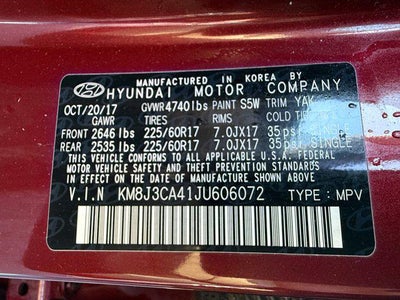 MANUFACTURED IN KOREA BY
HYUNDAI MOTOR COMPANY
OCT/20/17 GVWR4740lbs PAINT S5W TRIM YAK
GAWR TIRES RIMS COLD
FRONT 2646lbs 225/60R17 7.0JX17 35psi SINGLE
REAR 2535lbs 225/60R17 7.0JX17 35psi SINGLE
THIS VEHICLE CONFORMS TO ALL APPLICABLE U.S.A. FEDERAL
MOTOR VEHICLE SAFETY, BUMPER, AND THEFT PREVENTION
STANDARDS IN EFFECT ON THE DATE OF MANUFACTURE SHOWN ABOVE.
V.I.N KM8J3CA41JU606072 TYPE: MPV